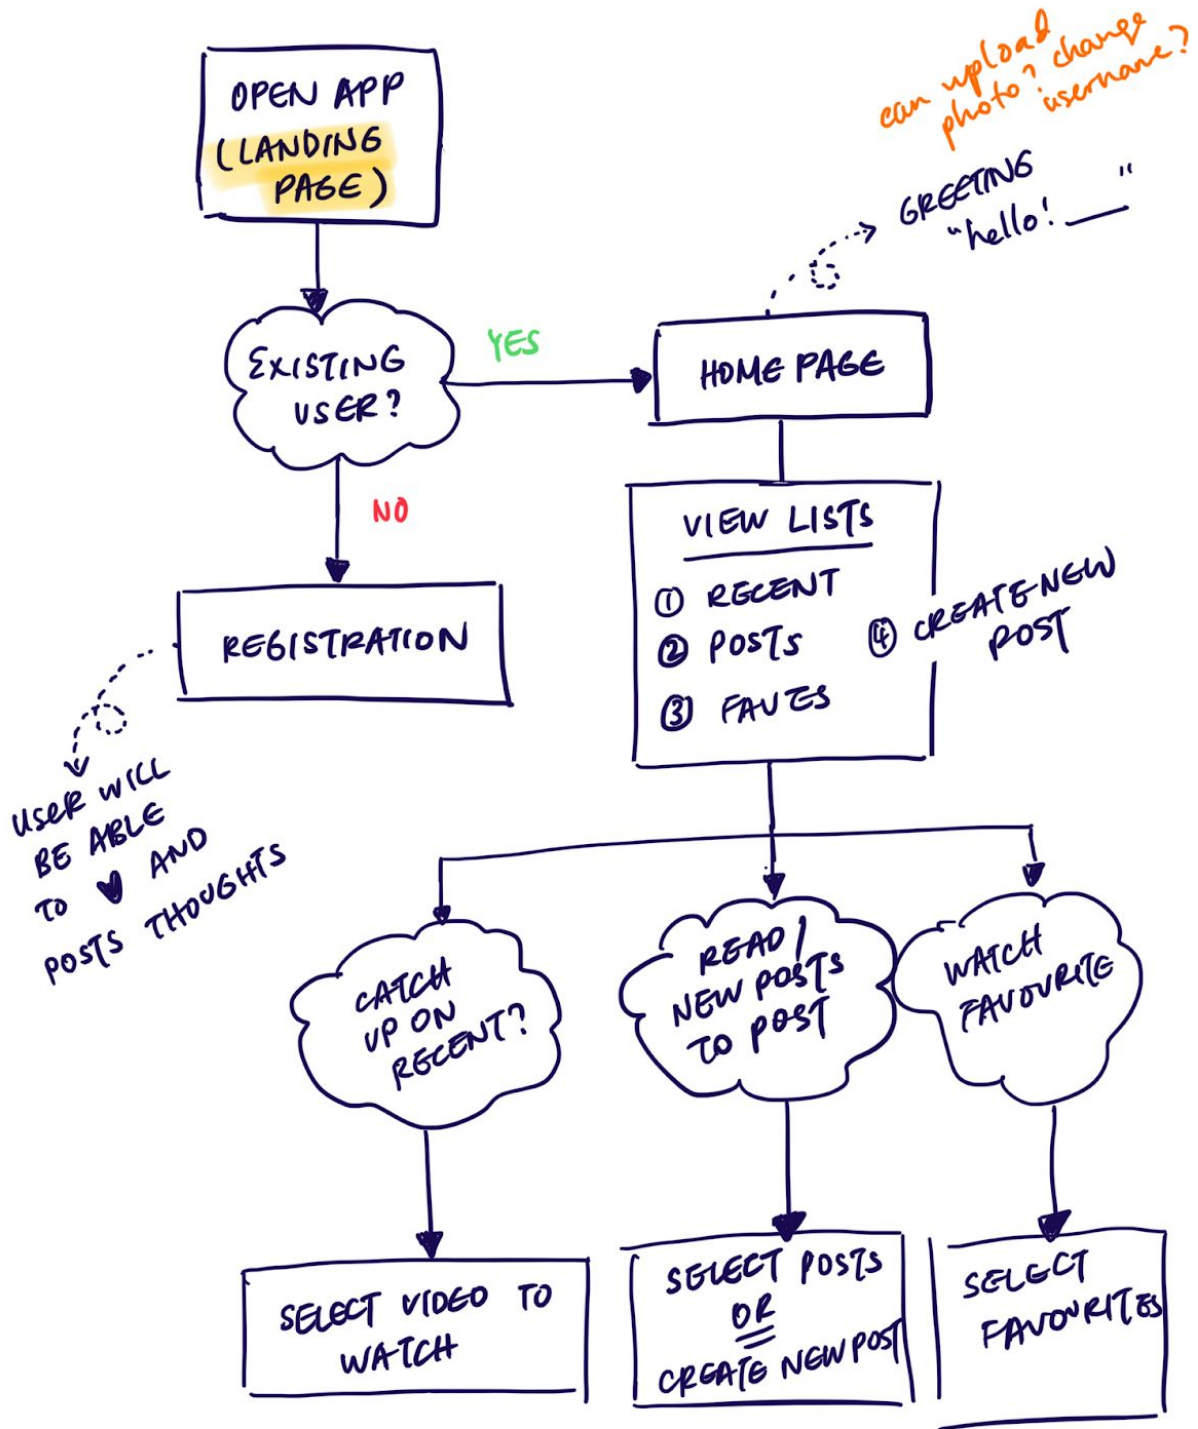 OPEN APP
(LANDING
PAGE)
can upload
photo? change
username?
GREETING
"hello! ___"
EXISTING
USER?
YES
HOME PAGE
NO
VIEW LISTS
① RECENT
② POSTS
③ FAVES
④ CREATE NEW
POST
REGISTRATION
USER WILL
BE ABLE
TO ♥ AND
POSTS THOUGHTS
CATCH
UP ON
RECENT?
READ /
NEW POSTS
TO POST
WATCH
FAVOURITE
SELECT VIDEO TO
WATCH
SELECT POSTS
OR
CREATE NEW POST
SELECT
FAVOURITES